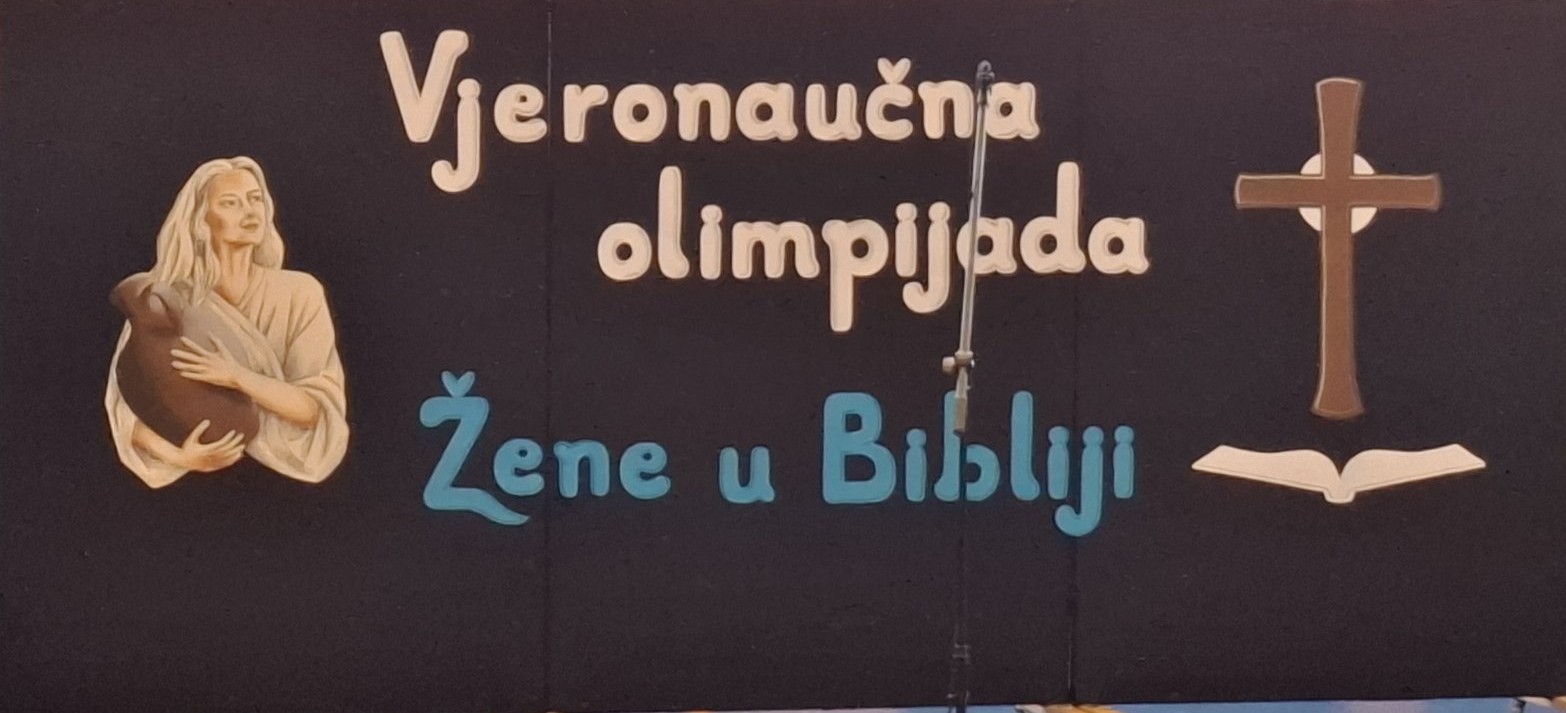 Vjeronaučna
olimpijada
Žene u Bibliji